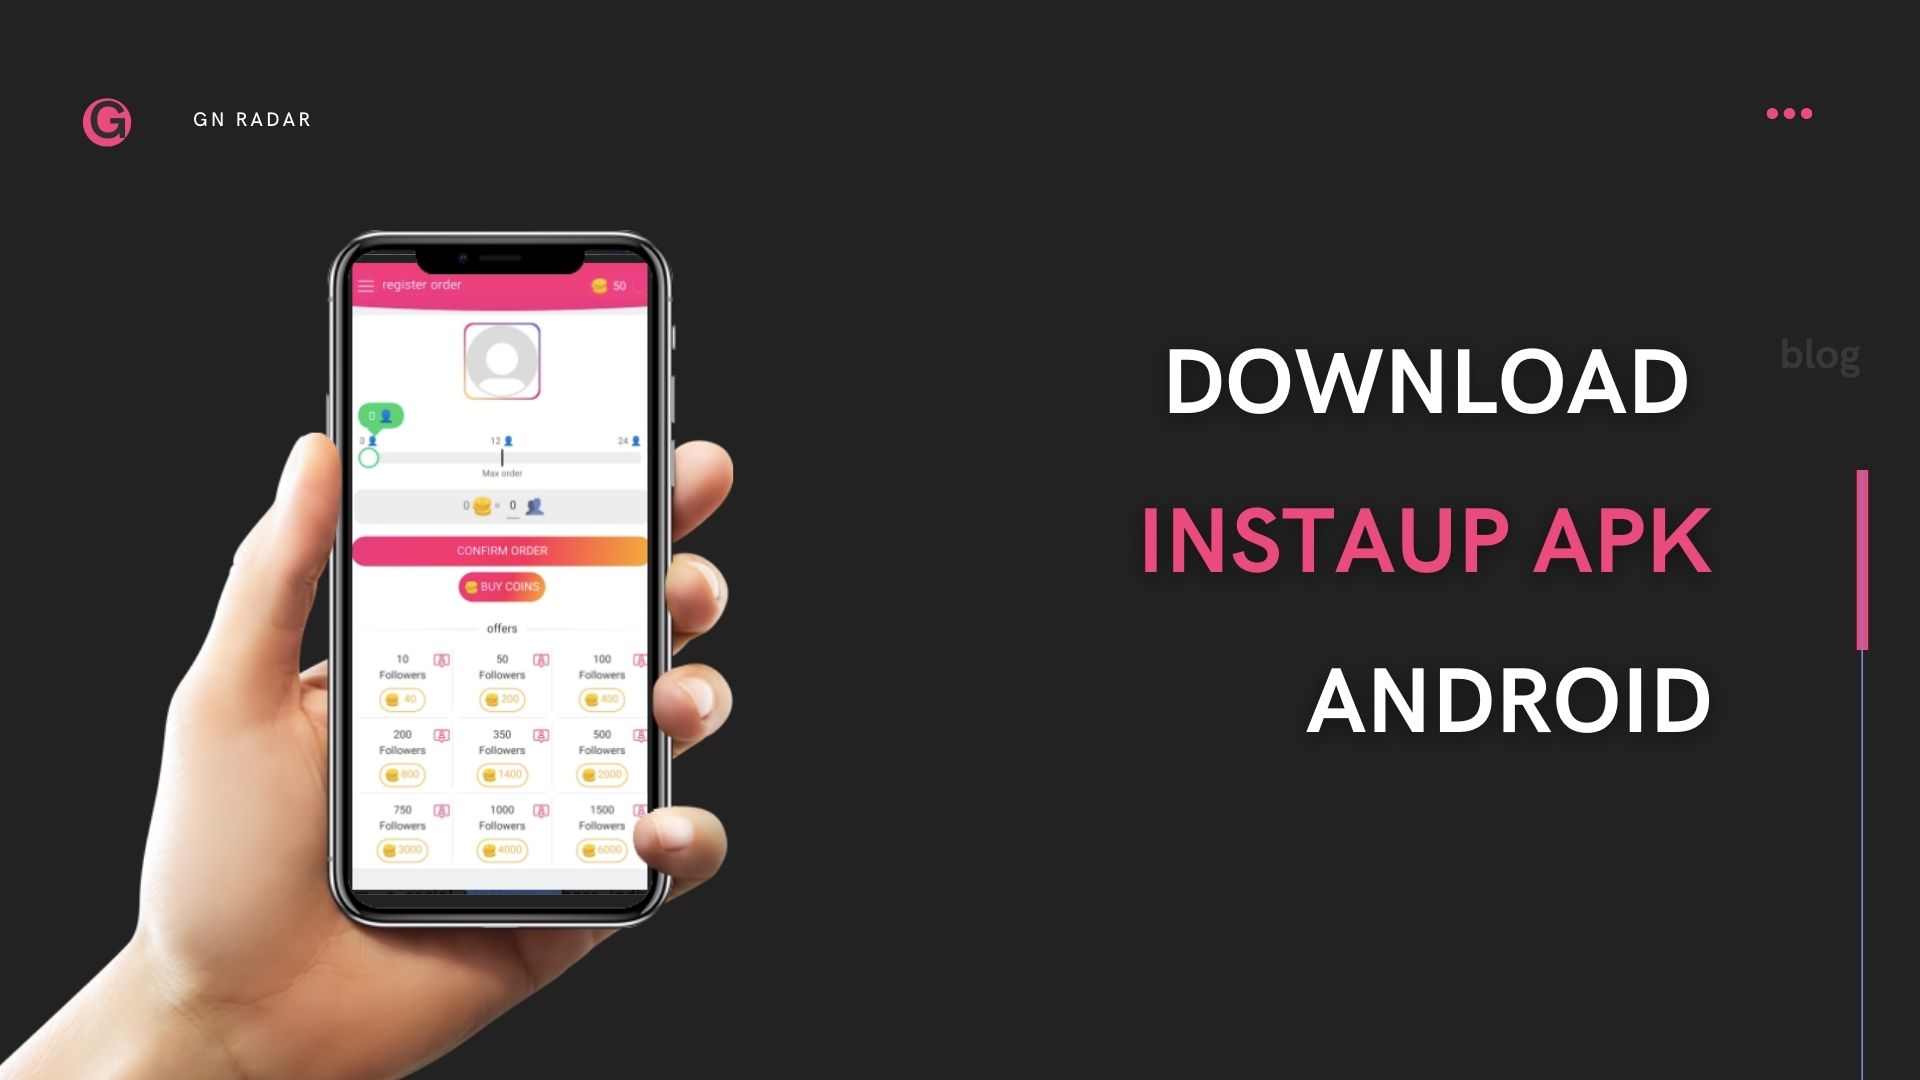 GN RADAR
register order
50
0
0
12
24
Max order
0 = 0
CONFIRM ORDER
BUY COINS
offers
10 Followers
40
50 Followers
200
100 Followers
400
200 Followers
800
350 Followers
1400
500 Followers
2000
750 Followers
3000
1000 Followers
4000
1500 Followers
6000
DOWNLOAD
blog
INSTAUP APK
ANDROID